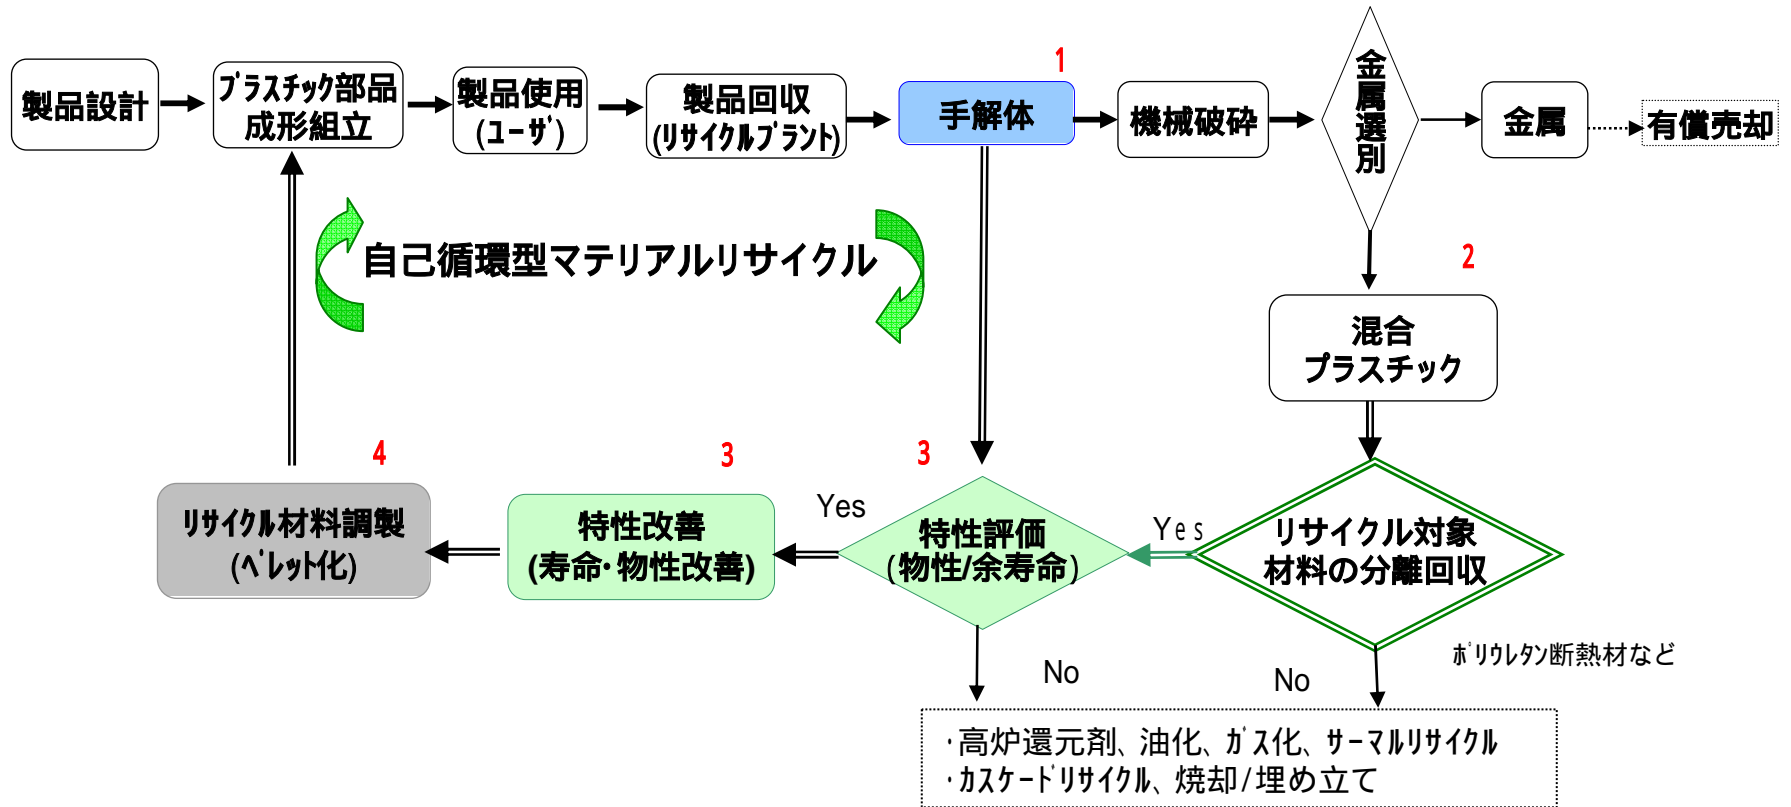 製品設計
プラスチック部品
成形組立
製品使用
(ユーザ)
製品回収
(リサイクルプラント)
1
手解体
機械破砕
金属選別
金属
有償売却
自己循環型マテリアルリサイクル
2
混合
プラスチック
4
リサイクル材料調製
(ペレット化)
3
特性改善
(寿命・物性改善)
Yes
3
特性評価
(物性/余寿命)
Yes
リサイクル対象
材料の分離回収
ポリウレタン断熱材など
No
No
・高炉還元剤、油化、ガス化、サーマルリサイクル
・カスケードリサイクル、焼却/埋め立て